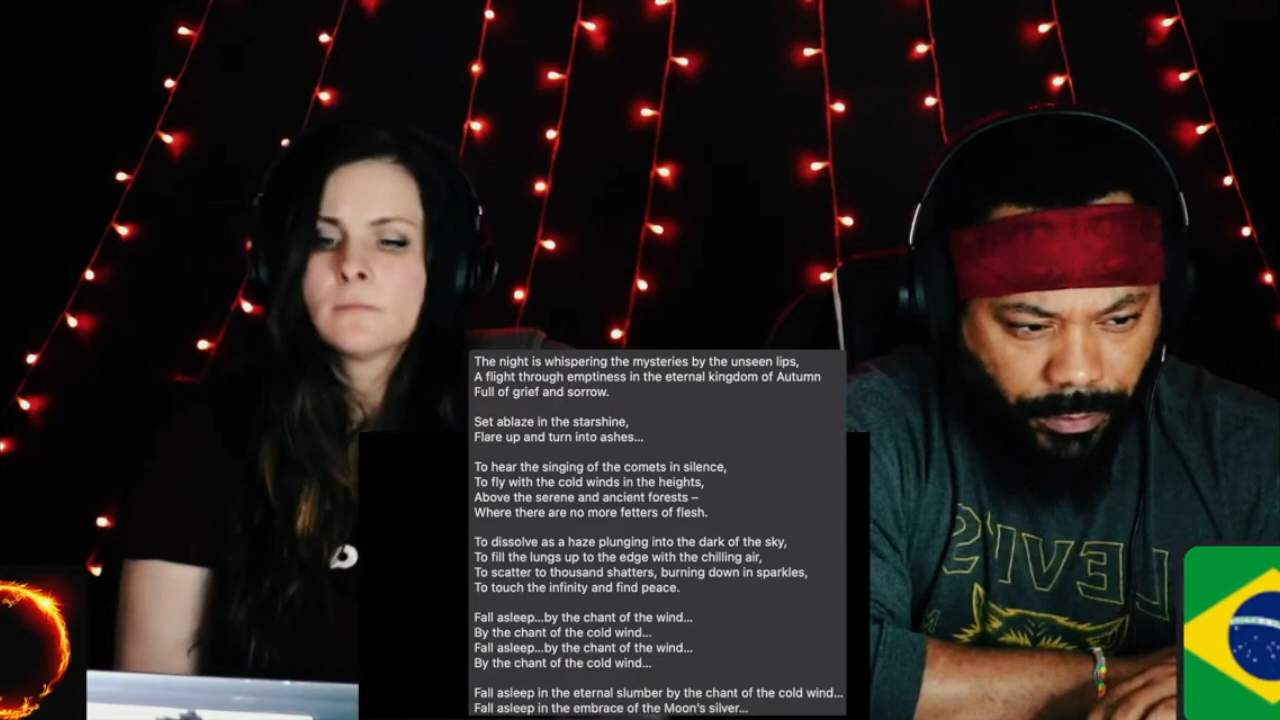 The night is whispering the mysteries by the unseen lips,
A flight through emptiness in the eternal kingdom of Autumn
Full of grief and sorrow.
Set ablaze in the starshine,
Flare up and turn into ashes...
To hear the singing of the comets in silence,
To fly with the cold winds in the heights,
Above the serene and ancient forests –
Where there are no more fetters of flesh.
To dissolve as a haze plunging into the dark of the sky,
To fill the lungs up to the edge with the chilling air,
To scatter to thousand shatters, burning down in sparkles,
To touch the infinity and find peace.
Fall asleep...by the chant of the wind...
By the chant of the cold wind...
Fall asleep...by the chant of the wind...
By the chant of the cold wind...
Fall asleep in the eternal slumber by the chant of the cold wind...
Fall asleep in the embrace of the Moon's silver...
LEVI'S